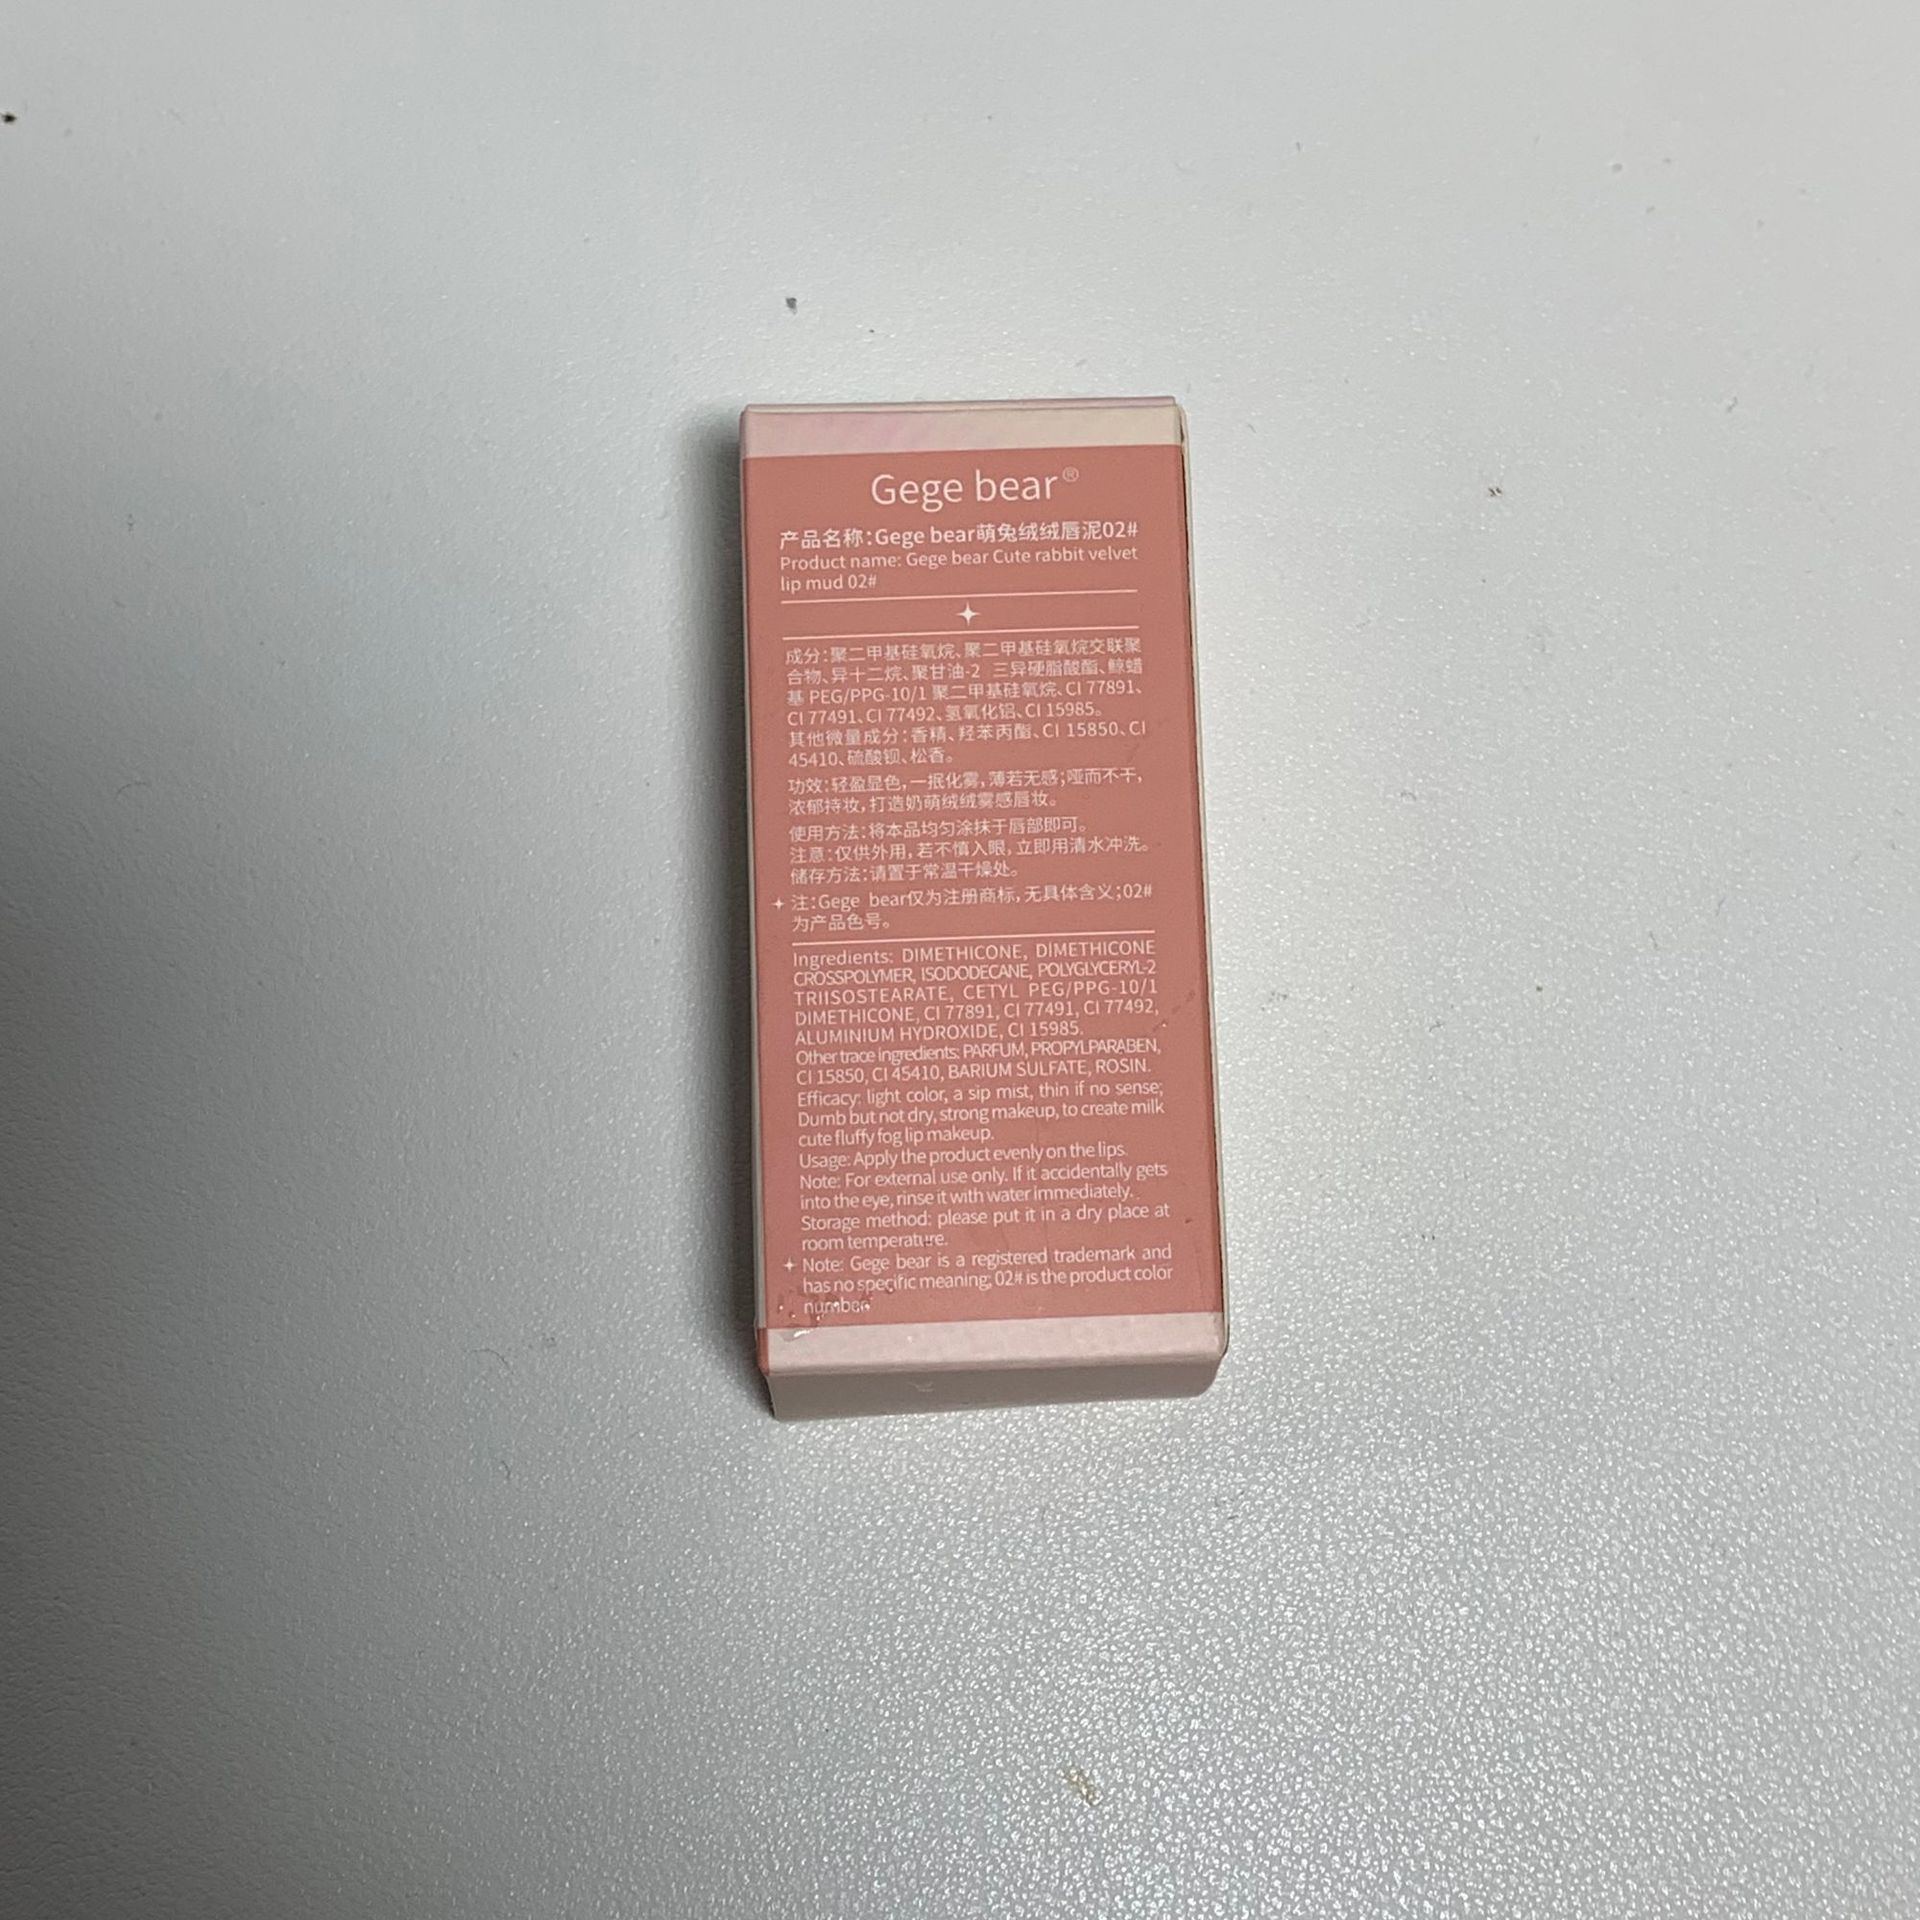 Gege bear®
产品名称:Gege bear萌兔绒绒唇泥02#
Product name: Gege bear Cute rabbit velvet
lip mud 02#
成分:聚二甲基硅氧烷、聚二甲基硅氧烷交联聚
合物、异十二烷、聚甘油-2 三异硬脂酸酯、鲸蜡
基 PEG/PPG-10/1 聚二甲基硅氧烷、CI 77891、
CI 77491、CI 77492、氢氧化铝、CI 15985。
其他微量成分:香精、羟苯丙酯、CI 15850、CI
45410、硫酸钡、松香。
功效:轻盈显色,一抿化雾,薄若无感;哑而不干,
浓郁持妆,打造奶萌绒绒雾感唇妆。
使用方法:将本品均匀涂抹于唇部即可。
注意:仅供外用,若不慎入眼,立即用清水冲洗。
储存方法:请置于常温干燥处。
注:Gege bear仅为注册商标,无具体含义;02#
为产品色号。
Ingredients: DIMETHICONE, DIMETHICONE
CROSSPOLYMER, ISODODECANE, POLYGLYCERYL-2
TRIISOSTEARATE, CETYL PEG/PPG-10/1
DIMETHICONE, CI 77891, CI 77491, CI 77492,
ALUMINIUM HYDROXIDE, CI 15985.
Other trace ingredients: PARFUM, PROPYLPARABEN,
CI 15850, CI 45410, BARIUM SULFATE, ROSIN.
Efficacy: light color, a sip mist, thin if no sense;
Dumb but not dry, strong makeup, to create milk
cute fluffy fog lip makeup.
Usage: Apply the product evenly on the lips.
Note: For external use only. If it accidentally gets
into the eye, rinse it with water immediately.
Storage method: please put it in a dry place at
room temperature.
Note: Gege bear is a registered trademark and
has no specific meaning; 02# is the product color
number.